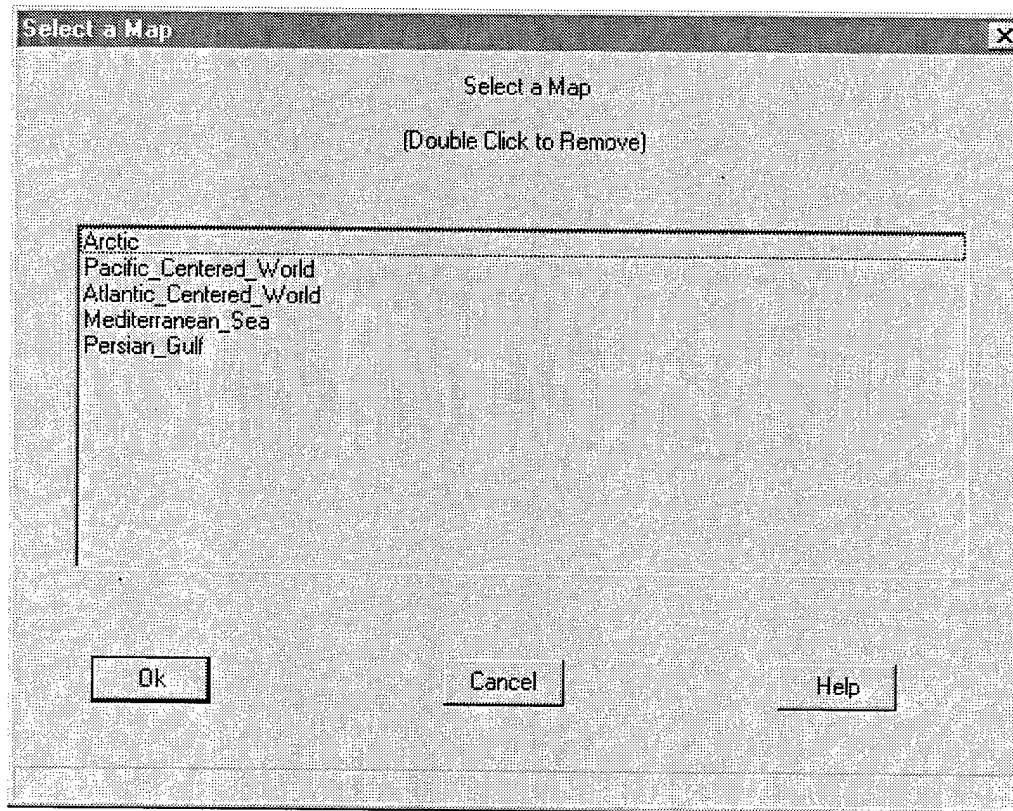 Select a Map
Select a Map
(Double Click to Remove)
Arctic
Pacific_Centered_World
Atlantic_Centered_World
Mediterranean_Sea
Persian_Gulf
Ok
Cancel
Help